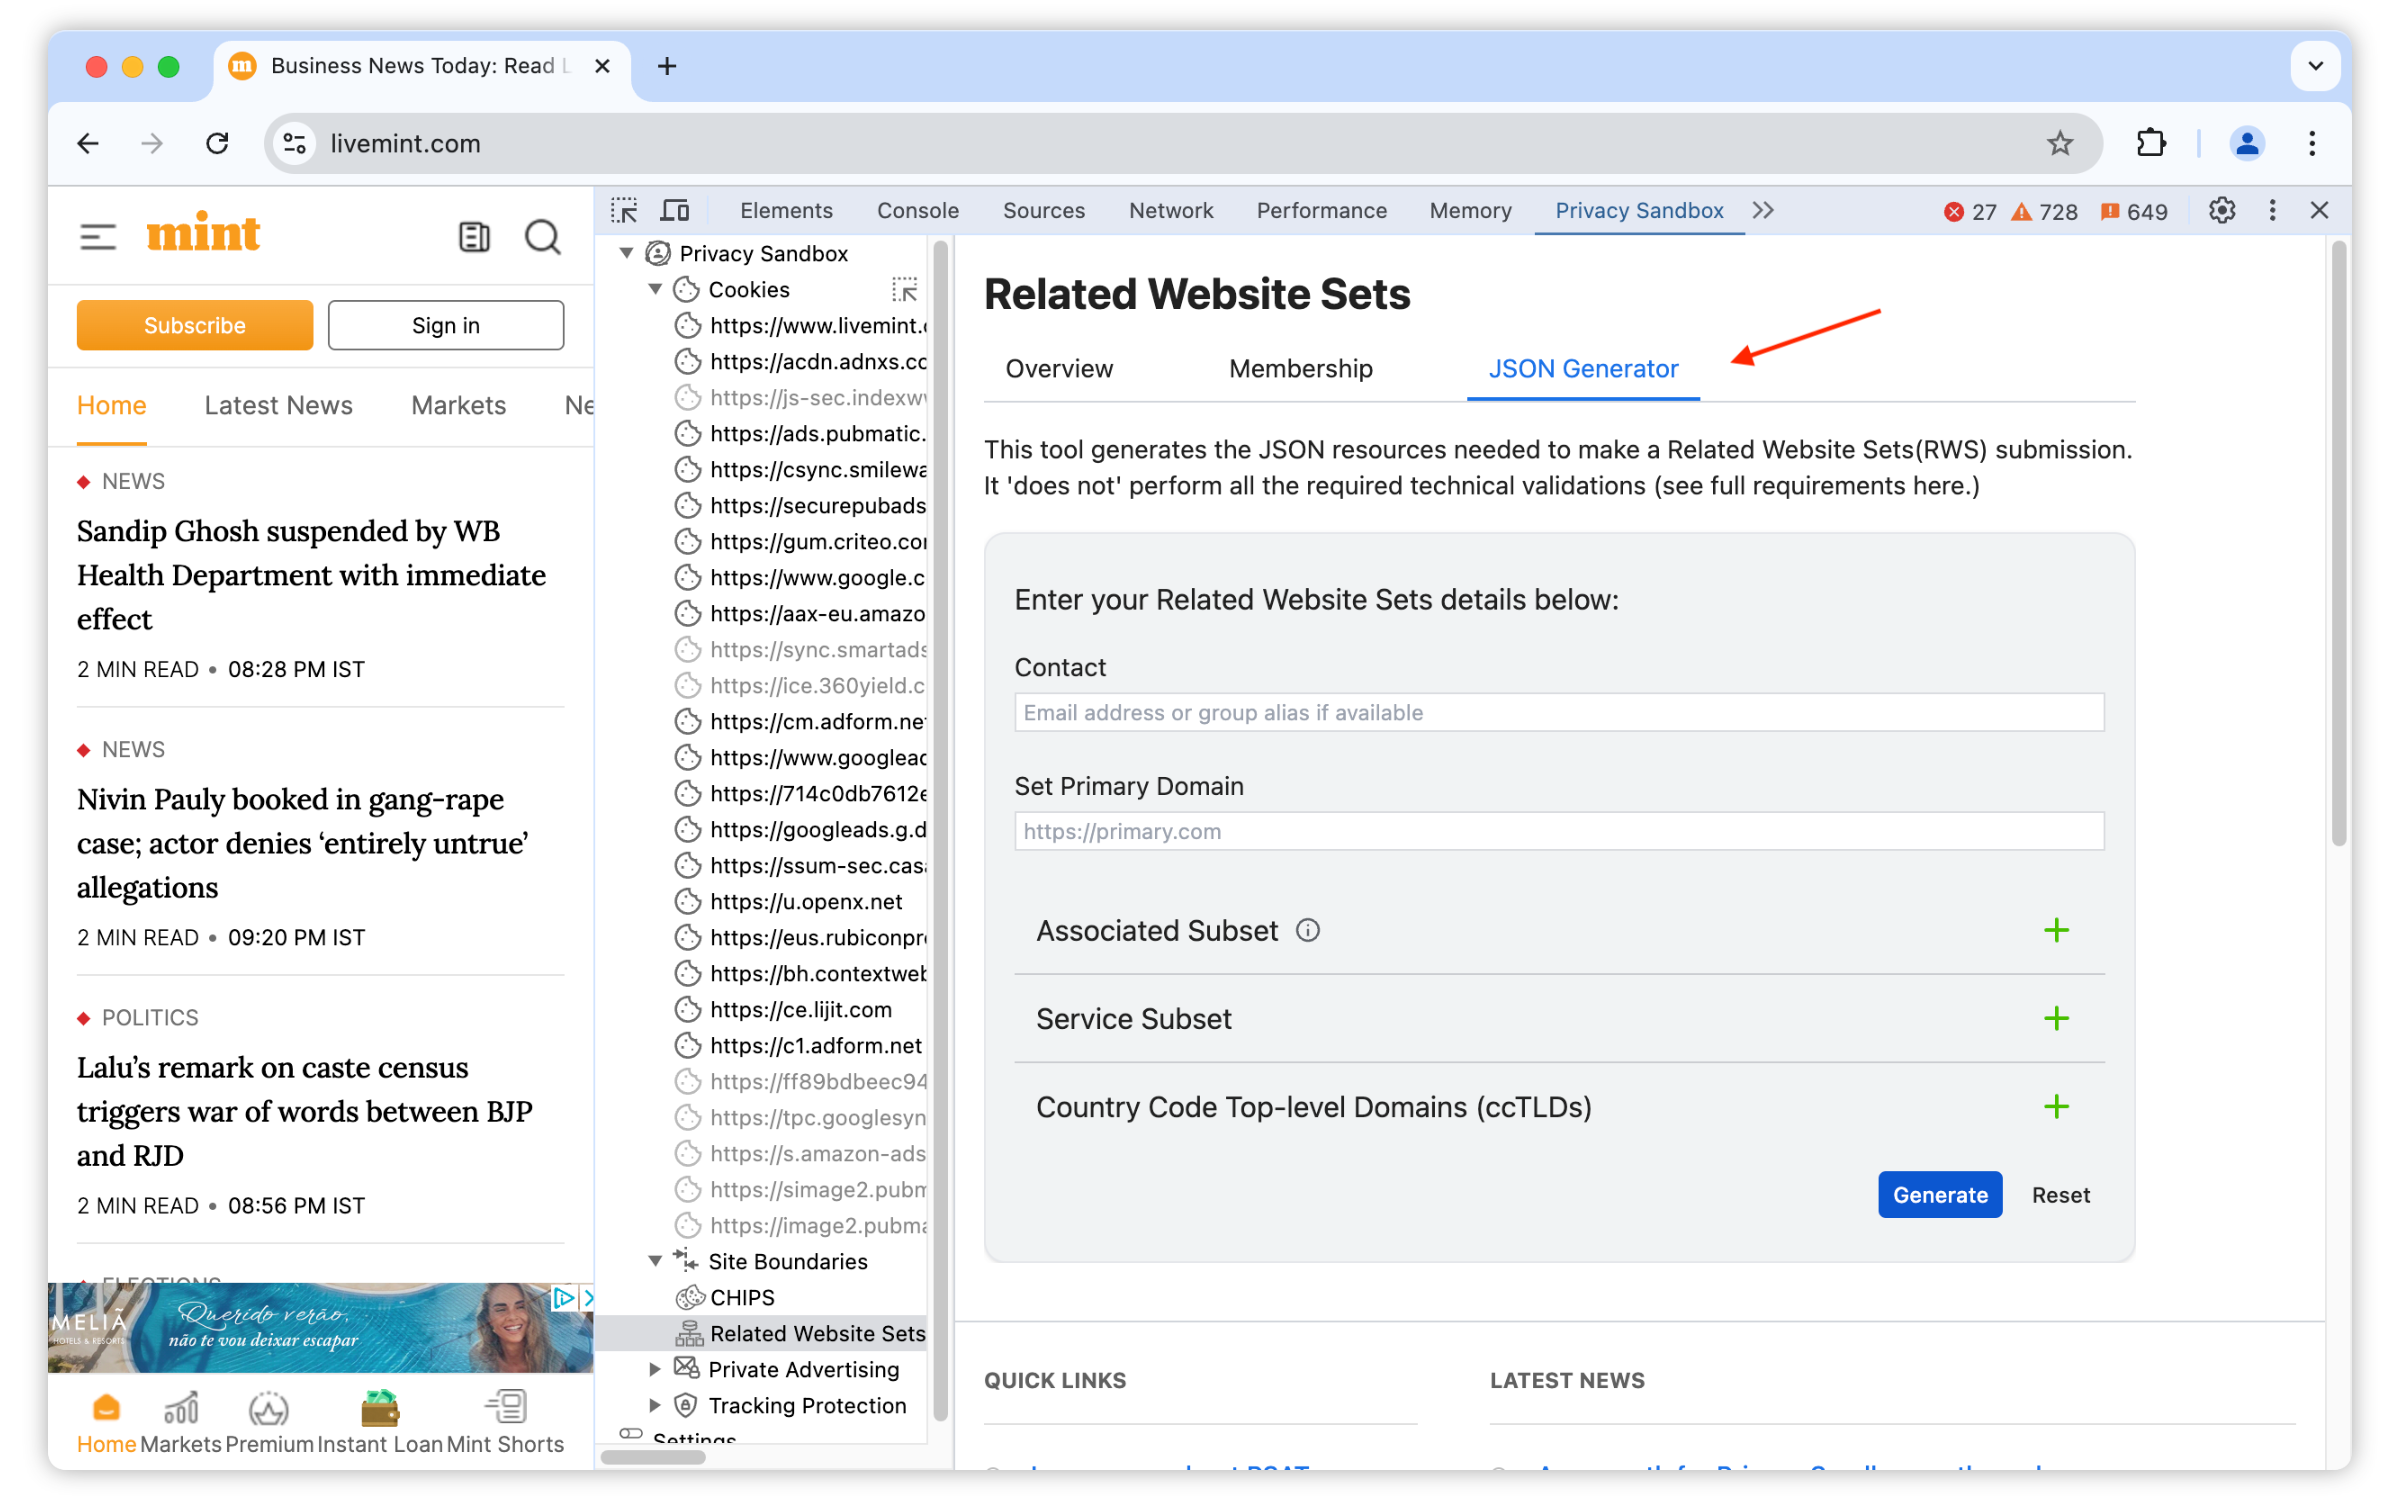 Business News Today: Read L
livemint.com
mint
Subscribe
Sign in
Home
Latest News
Markets
Ne
NEWS
Sandip Ghosh suspended by WB
Health Department with immediate
effect
2 MIN READ • 08:28 PM IST
NEWS
Nivin Pauly booked in gang-rape
case; actor denies ‘entirely untrue’
allegations
2 MIN READ • 09:20 PM IST
POLITICS
Lalu’s remark on caste census
triggers war of words between BJP
and RJD
2 MIN READ • 08:56 PM IST
ELECTIONS
MELIÃ
HOTELS & RESORTS
Querido verão,
não te vou deixar escapar
Home
Markets
Premium
Instant Loan
Mint Shorts
Elements
Console
Sources
Network
Performance
Memory
Privacy Sandbox
27
728
649
Privacy Sandbox
Cookies
https://www.livemint.c
https://acdn.adnxs.cc
https://js-sec.indexw
https://ads.pubmatic.
https://csync.smilewa
https://securepubads
https://gum.criteo.co
https://www.google.c
https://aax-eu.amazo
https://sync.smartads
https://ice.360yield.c
https://cm.adform.ne
https://www.googleac
https://714c0db7612e
https://googleads.g.d
https://ssum-sec.casa
https://u.openx.net
https://eus.rubiconpr
https://bh.contextweb
https://ce.lijit.com
https://c1.adform.net
https://ff89bdbeec94
https://tpc.googlesyn
https://s.amazon-ads
https://simage2.pubm
https://image2.pubma
Site Boundaries
CHIPS
Related Website Sets
Private Advertising
Tracking Protection
Settings
Related Website Sets
Overview
Membership
JSON Generator
This tool generates the JSON resources needed to make a Related Website Sets(RWS) submission.
It 'does not' perform all the required technical validations (see full requirements here.)
Enter your Related Website Sets details below:
Contact
Email address or group alias if available
Set Primary Domain
https://primary.com
Associated Subset
Service Subset
Country Code Top-level Domains (ccTLDs)
Generate
Reset
QUICK LINKS
LATEST NEWS